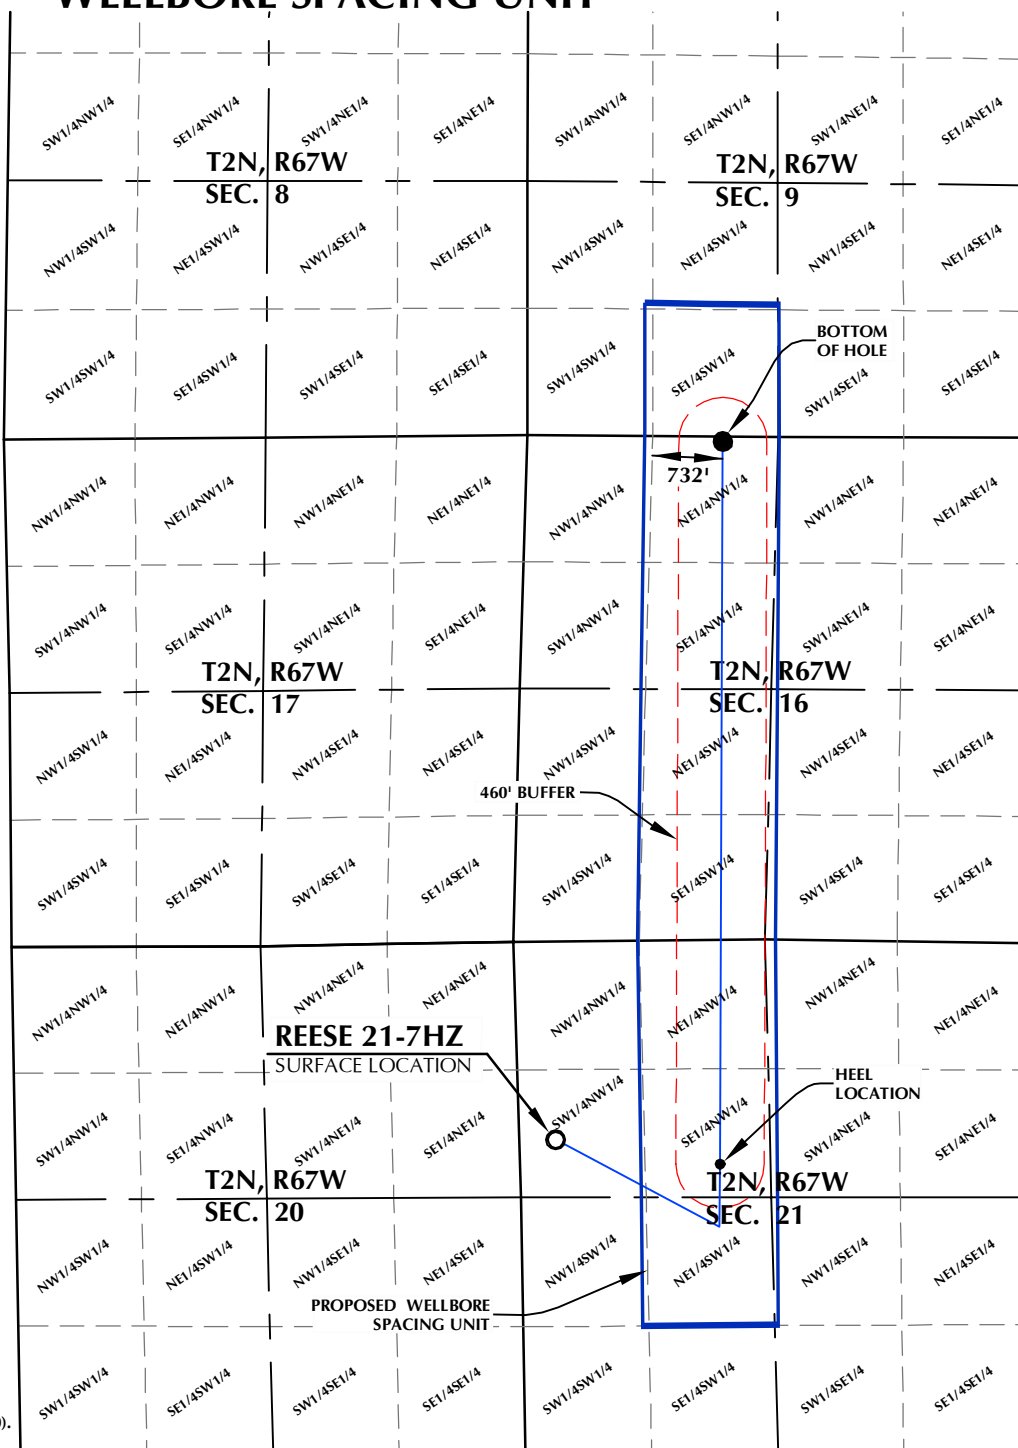 WELLBORE SPACING UNIT
SW1/4NW1/4
SE1/4NW1/4
SW1/4NE1/4
SE1/4NE1/4
SW1/4NW1/4
SE1/4NW1/4
SW1/4NE1/4
SE1/4NE1/4
T2N, R67W
SEC. 8
T2N, R67W
SEC. 9
NW1/4SW1/4
NE1/4SW1/4
NW1/4SE1/4
NE1/4SE1/4
NW1/4SW1/4
NE1/4SW1/4
NW1/4SE1/4
NE1/4SE1/4
BOTTOM
OF HOLE
SW1/4SW1/4
SE1/4SW1/4
SW1/4SE1/4
SE1/4SE1/4
SW1/4SW1/4
SE1/4SW1/4
SW1/4SE1/4
SE1/4SE1/4
732'
NW1/4NW1/4
NE1/4NW1/4
NW1/4NE1/4
NE1/4NE1/4
NW1/4NW1/4
NE1/4NW1/4
NW1/4NE1/4
NE1/4NE1/4
SW1/4NW1/4
SE1/4NW1/4
SW1/4NE1/4
SE1/4NE1/4
SW1/4NW1/4
SE1/4NW1/4
SW1/4NE1/4
SE1/4NE1/4
T2N, R67W
SEC. 17
T2N, R67W
SEC. 16
NW1/4SW1/4
NE1/4SW1/4
NW1/4SE1/4
NE1/4SE1/4
NW1/4SW1/4
NE1/4SW1/4
NW1/4SE1/4
NE1/4SE1/4
460' BUFFER
SW1/4SW1/4
SE1/4SW1/4
SW1/4SE1/4
SE1/4SE1/4
SW1/4SW1/4
SE1/4SW1/4
SW1/4SE1/4
SE1/4SE1/4
NW1/4NW1/4
NE1/4NW1/4
NW1/4NE1/4
NE1/4NE1/4
NW1/4NW1/4
NE1/4NW1/4
NW1/4NE1/4
NE1/4NE1/4
REESE 21-7HZ
SURFACE LOCATION
HEEL
LOCATION
SW1/4NW1/4
SE1/4NW1/4
SW1/4NE1/4
SE1/4NE1/4
SW1/4NW1/4
SE1/4NW1/4
SW1/4NE1/4
SE1/4NE1/4
T2N, R67W
SEC. 20
T2N, R67W
SEC. 21
NW1/4SW1/4
NE1/4SW1/4
NW1/4SE1/4
NE1/4SE1/4
NW1/4SW1/4
NE1/4SW1/4
NW1/4SE1/4
NE1/4SE1/4
PROPOSED WELLBORE
SPACING UNIT
SW1/4SW1/4
SE1/4SW1/4
SW1/4SE1/4
SE1/4SE1/4
SW1/4SW1/4
SE1/4SW1/4
SW1/4SE1/4
SE1/4SE1/4
).